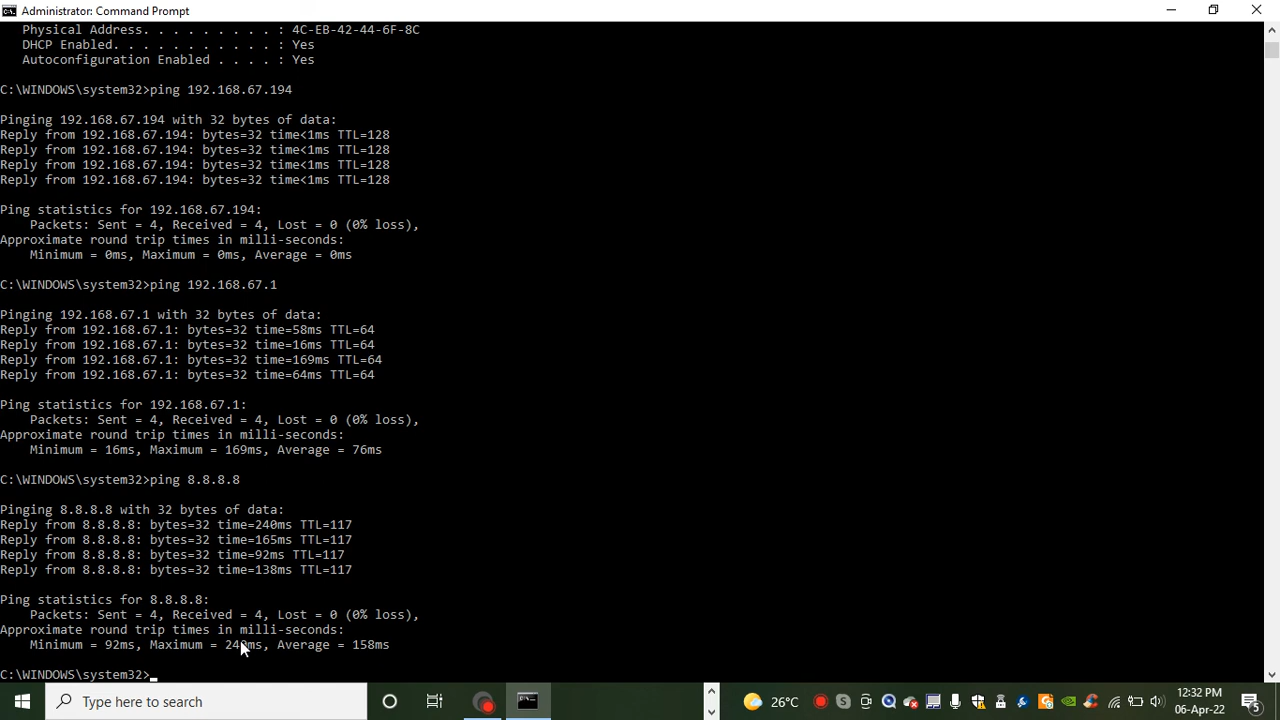 Administrator: Command Prompt
Physical Address. . . . . . . . . : 4C-EB-42-44-6F-8C
DHCP Enabled. . . . . . . . . . . : Yes
Autoconfiguration Enabled . . . . : Yes
C:\WINDOWS\system32>ping 192.168.67.194
Pinging 192.168.67.194 with 32 bytes of data:
Reply from 192.168.67.194: bytes=32 time<1ms TTL=128
Reply from 192.168.67.194: bytes=32 time<1ms TTL=128
Reply from 192.168.67.194: bytes=32 time<1ms TTL=128
Reply from 192.168.67.194: bytes=32 time<1ms TTL=128
Ping statistics for 192.168.67.194:
Packets: Sent = 4, Received = 4, Lost = 0 (0% loss),
Approximate round trip times in milli-seconds:
Minimum = 0ms, Maximum = 0ms, Average = 0ms
C:\WINDOWS\system32>ping 192.168.67.1
Pinging 192.168.67.1 with 32 bytes of data:
Reply from 192.168.67.1: bytes=32 time=58ms TTL=64
Reply from 192.168.67.1: bytes=32 time=16ms TTL=64
Reply from 192.168.67.1: bytes=32 time=169ms TTL=64
Reply from 192.168.67.1: bytes=32 time=64ms TTL=64
Ping statistics for 192.168.67.1:
Packets: Sent = 4, Received = 4, Lost = 0 (0% loss),
Approximate round trip times in milli-seconds:
Minimum = 16ms, Maximum = 169ms, Average = 76ms
C:\WINDOWS\system32>ping 8.8.8.8
Pinging 8.8.8.8 with 32 bytes of data:
Reply from 8.8.8.8: bytes=32 time=240ms TTL=117
Reply from 8.8.8.8: bytes=32 time=165ms TTL=117
Reply from 8.8.8.8: bytes=32 time=92ms TTL=117
Reply from 8.8.8.8: bytes=32 time=138ms TTL=117
Ping statistics for 8.8.8.8:
Packets: Sent = 4, Received = 4, Lost = 0 (0% loss),
Approximate round trip times in milli-seconds:
Minimum = 92ms, Maximum = 240ms, Average = 158ms
C:\WINDOWS\system32>
Type here to search
26°C
12:32 PM
06-Apr-22
5